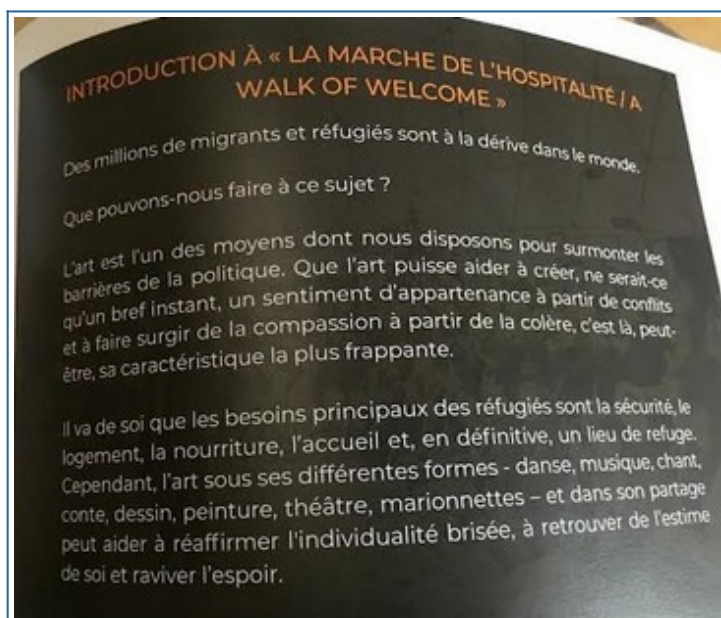 INTRODUCTION À « LA MARCHE DE L'HOSPITALITÉ / A
WALK OF WELCOME »
Des millions de migrants et réfugiés sont à la dérive dans le monde.
Que pouvons-nous faire à ce sujet ?
L'art est l'un des moyens dont nous disposons pour surmonter les
barrières de la politique. Que l'art puisse aider à créer, ne serait-ce
qu'un bref instant, un sentiment d'appartenance à partir de conflits
et à faire surgir de la compassion à partir de la colère, c'est là, peut-
être, sa caractéristique la plus frappante.
Il va de soi que les besoins principaux des réfugiés sont la sécurité, le
logement, la nourriture, l'accueil et, en définitive, un lieu de refuge.
Cependant, l'art sous ses différentes formes - danse, musique, chant,
conte, dessin, peinture, théâtre, marionnettes – et dans son partage
peut aider à réaffirmer l'individualité brisée, à retrouver de l'estime
de soi et raviver l'espoir.